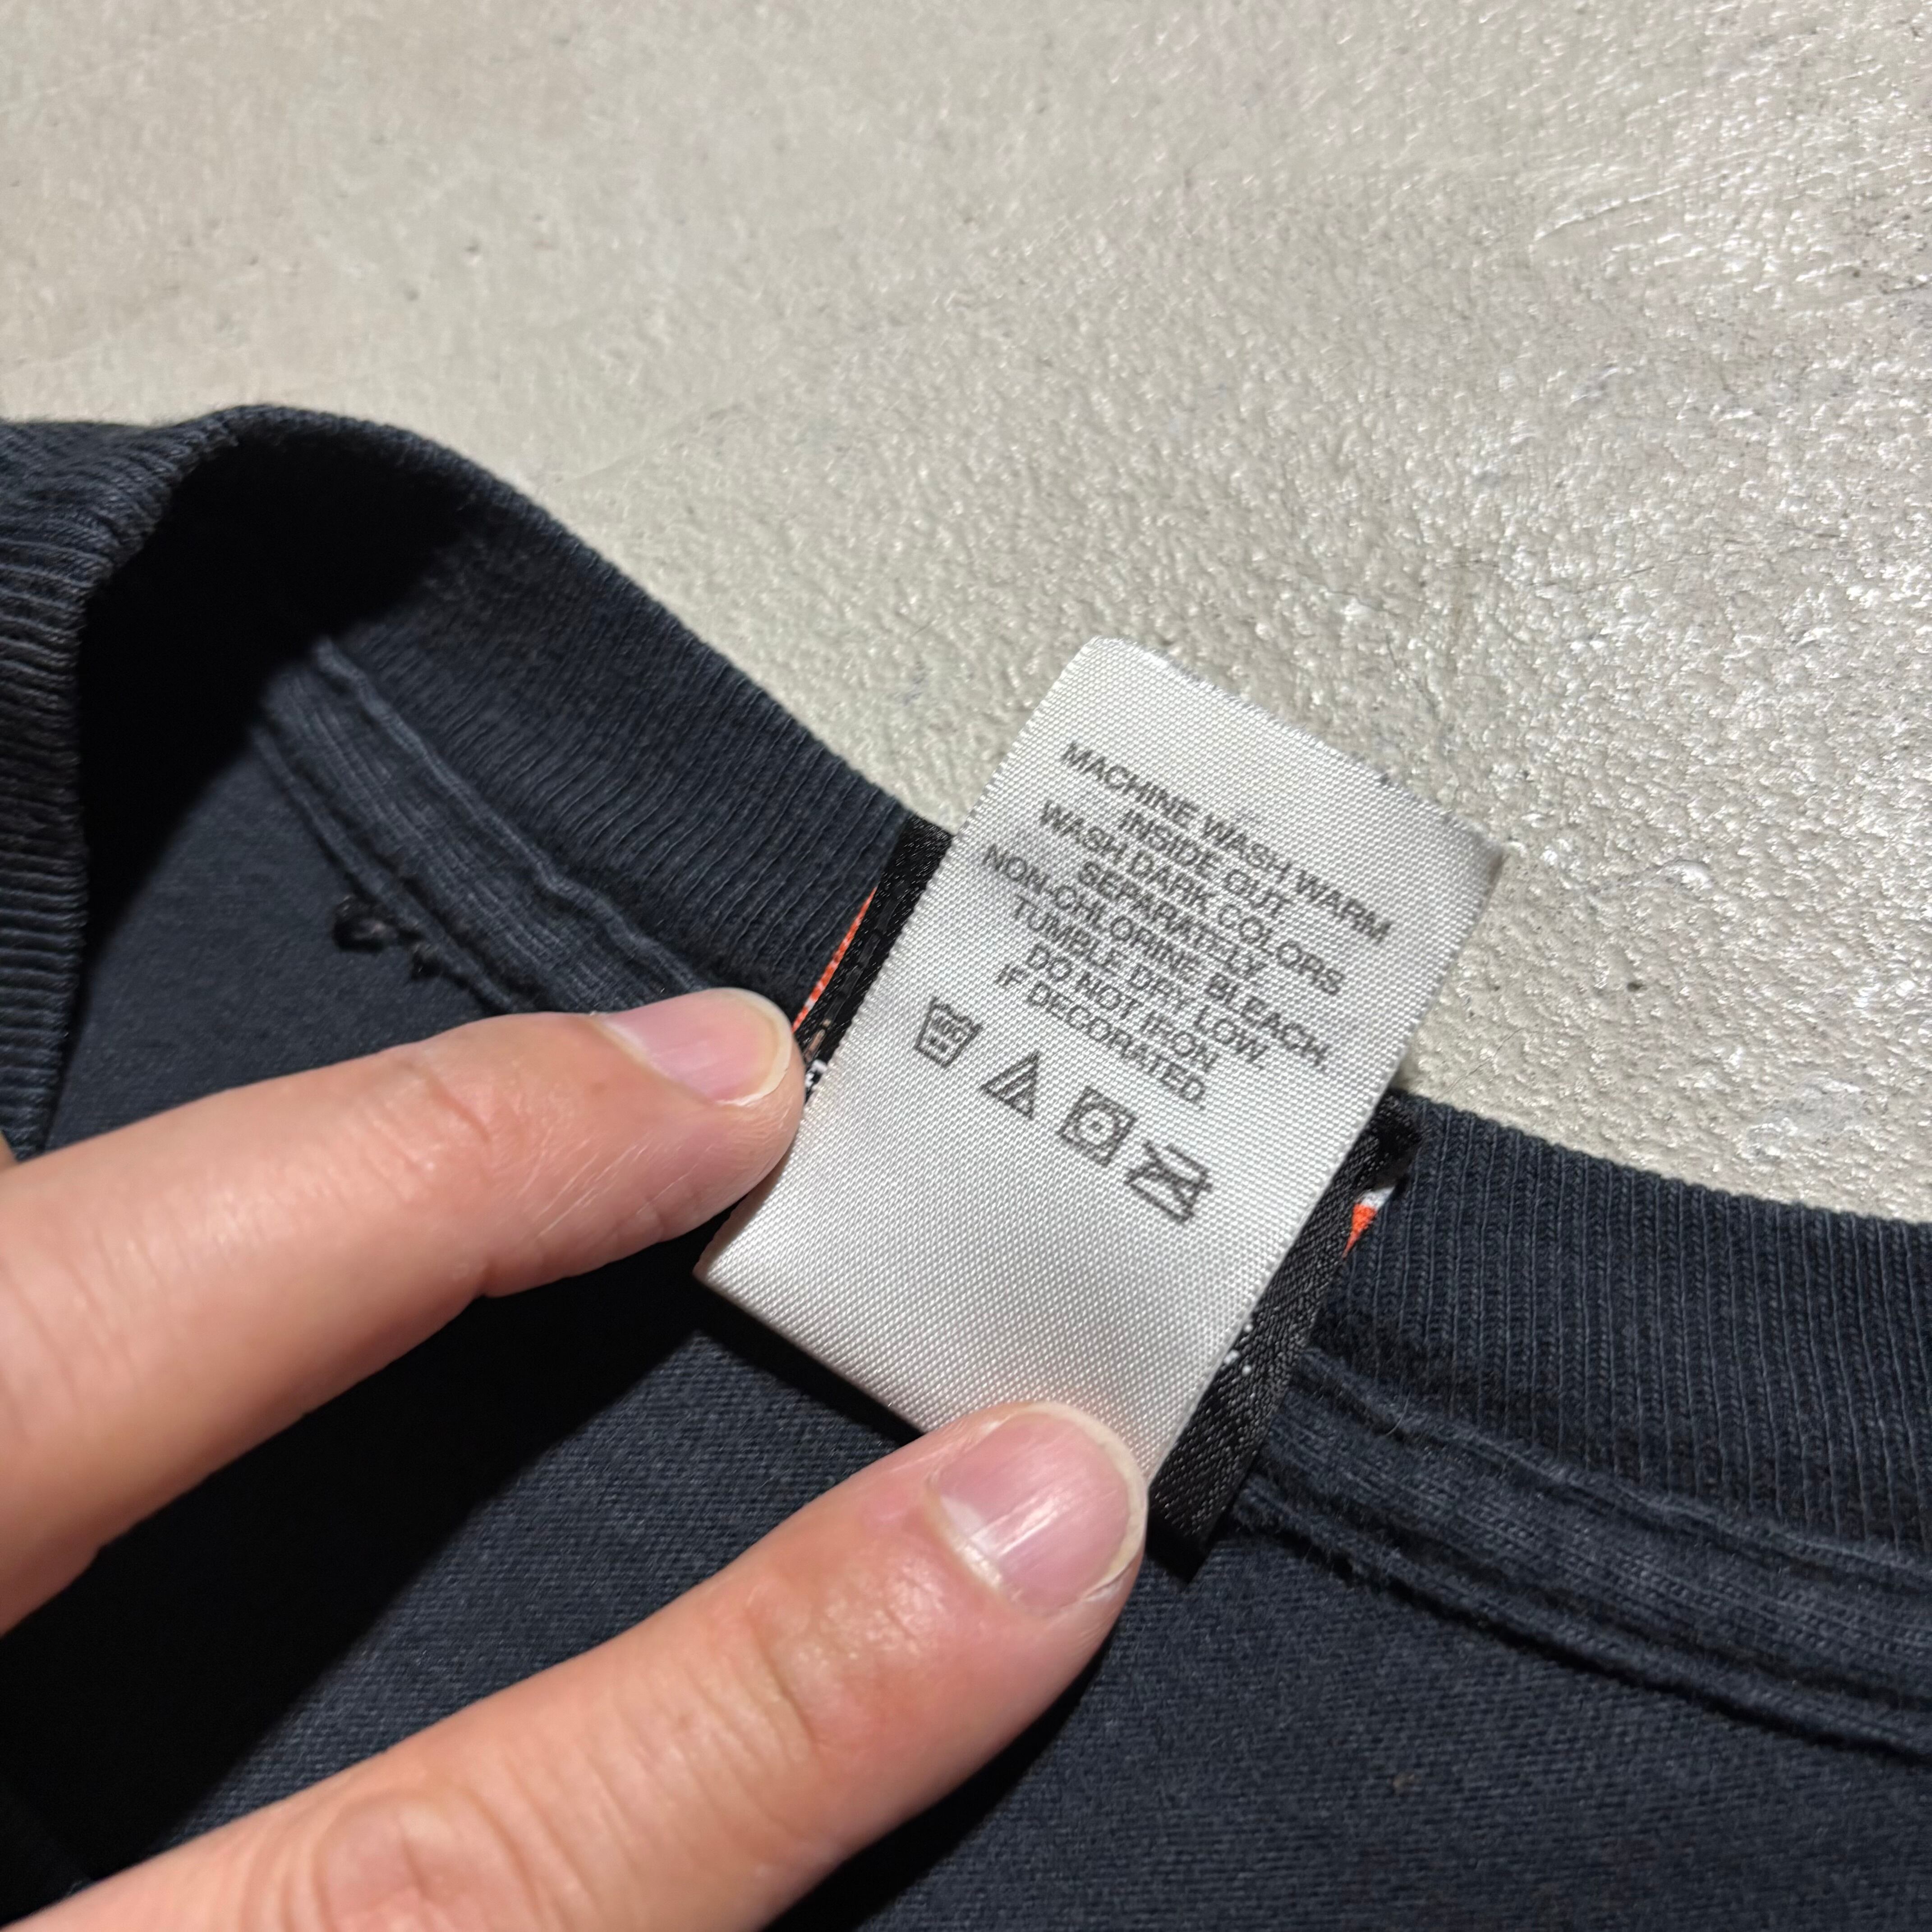 MACHINE WASH WARM
INSIDE OUT
WASH DARK COLORS
SEPARATELY.
NON-CHLORINE BLEACH.
TUMBLE DRY LOW
DO NOT IRON
IF DECORATED.